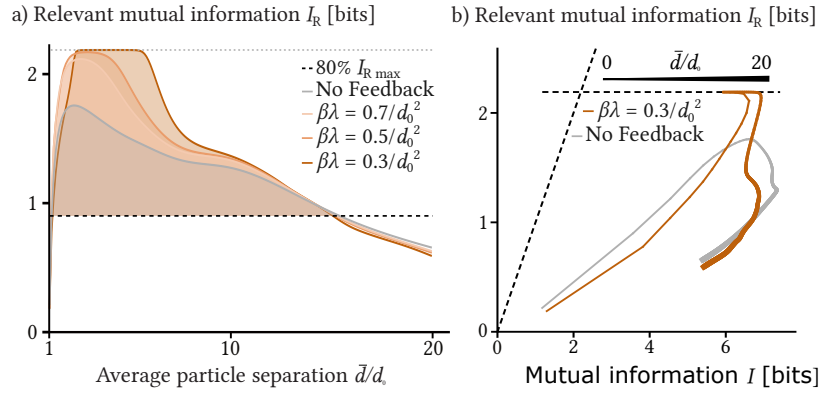 a) Relevant mutual information I_R [bits]
2
1
0
80% I_R max
No Feedback
βλ = 0.7/d₀²
βλ = 0.5/d₀²
βλ = 0.3/d₀²
1 10 20
Average particle separation d̄/d₀
b) Relevant mutual information I_R [bits]
0 d̄/d₀ 20
βλ = 0.3/d₀²
No Feedback
2
1
0
0 2 4 6
Mutual information I [bits]